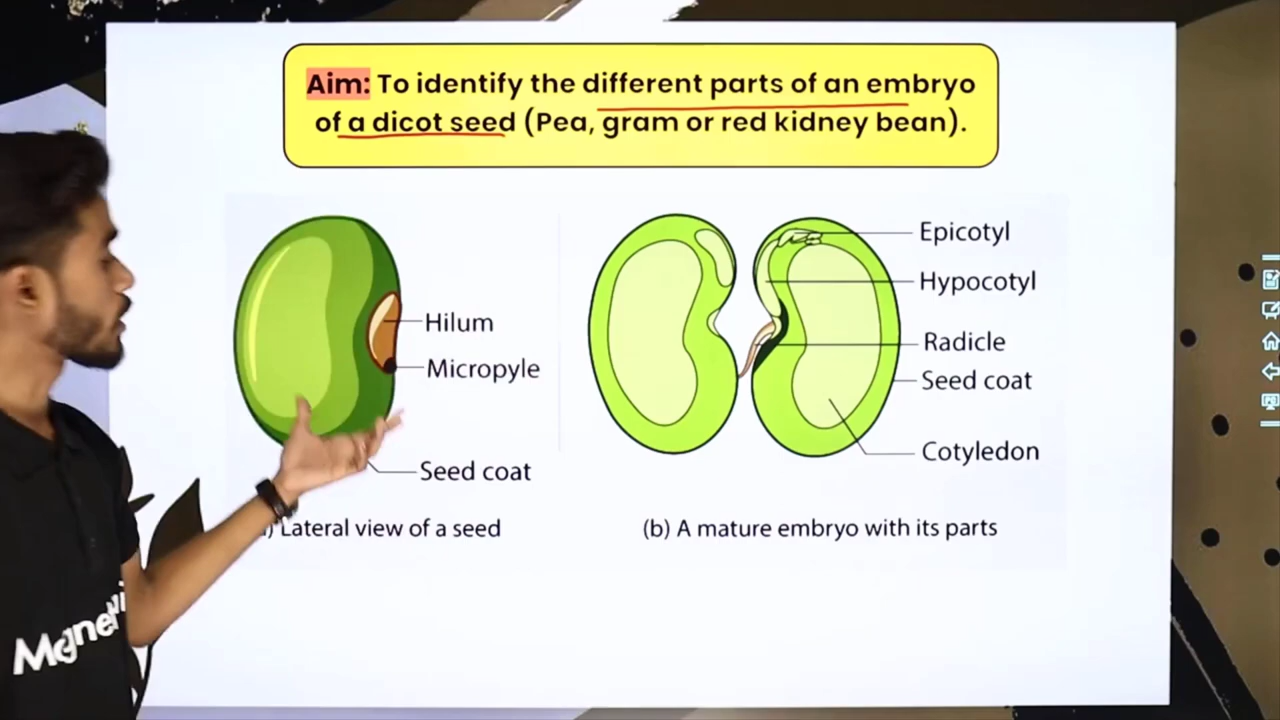 Aim: To identify the different parts of an embryo
of a dicot seed (Pea, gram or red kidney bean).
Hilum
Micropyle
Seed coat
Lateral view of a seed
Epicotyl
Hypocotyl
Radicle
Seed coat
Cotyledon
(b) A mature embryo with its parts